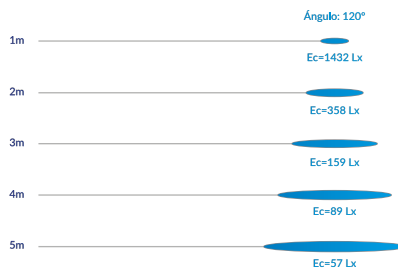 Ángulo: 120º
1m
Ec=1432 Lx
2m
Ec=358 Lx
3m
Ec=159 Lx
4m
Ec=89 Lx
5m
Ec=57 Lx